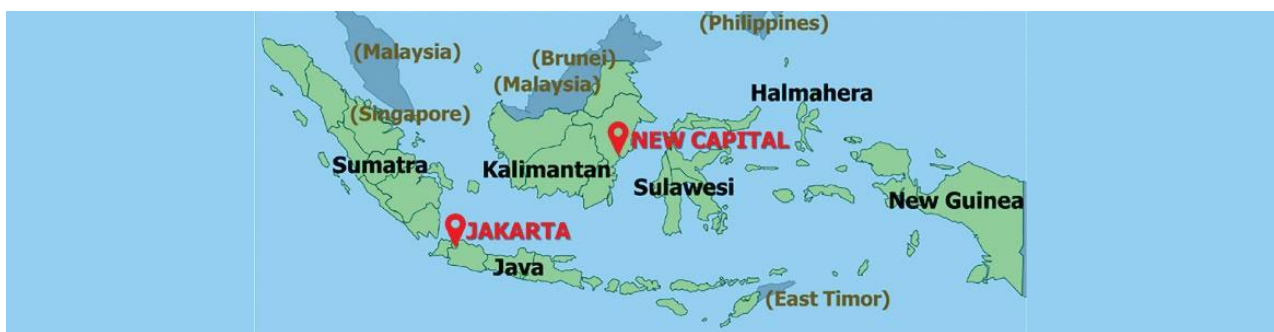 (Philippines)
(Malaysia)
(Brunei)
(Malaysia)
Halmahera
(Singapore)
NEW CAPITAL
Sumatra
Kalimantan
Sulawesi
New Guinea
JAKARTA
Java
(East Timor)